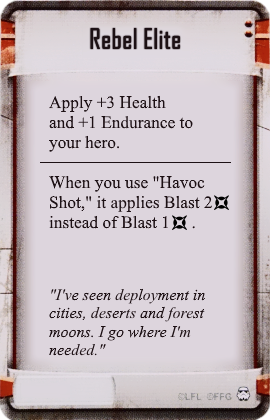 Rebel Elite
Apply +3 Health
and +1 Endurance to
your hero.
When you use "Havoc
Shot," it applies Blast 2
instead of Blast 1 .
"I've seen deployment in
cities, deserts and forest
moons. I go where I'm
needed."
©LFL ©FFG